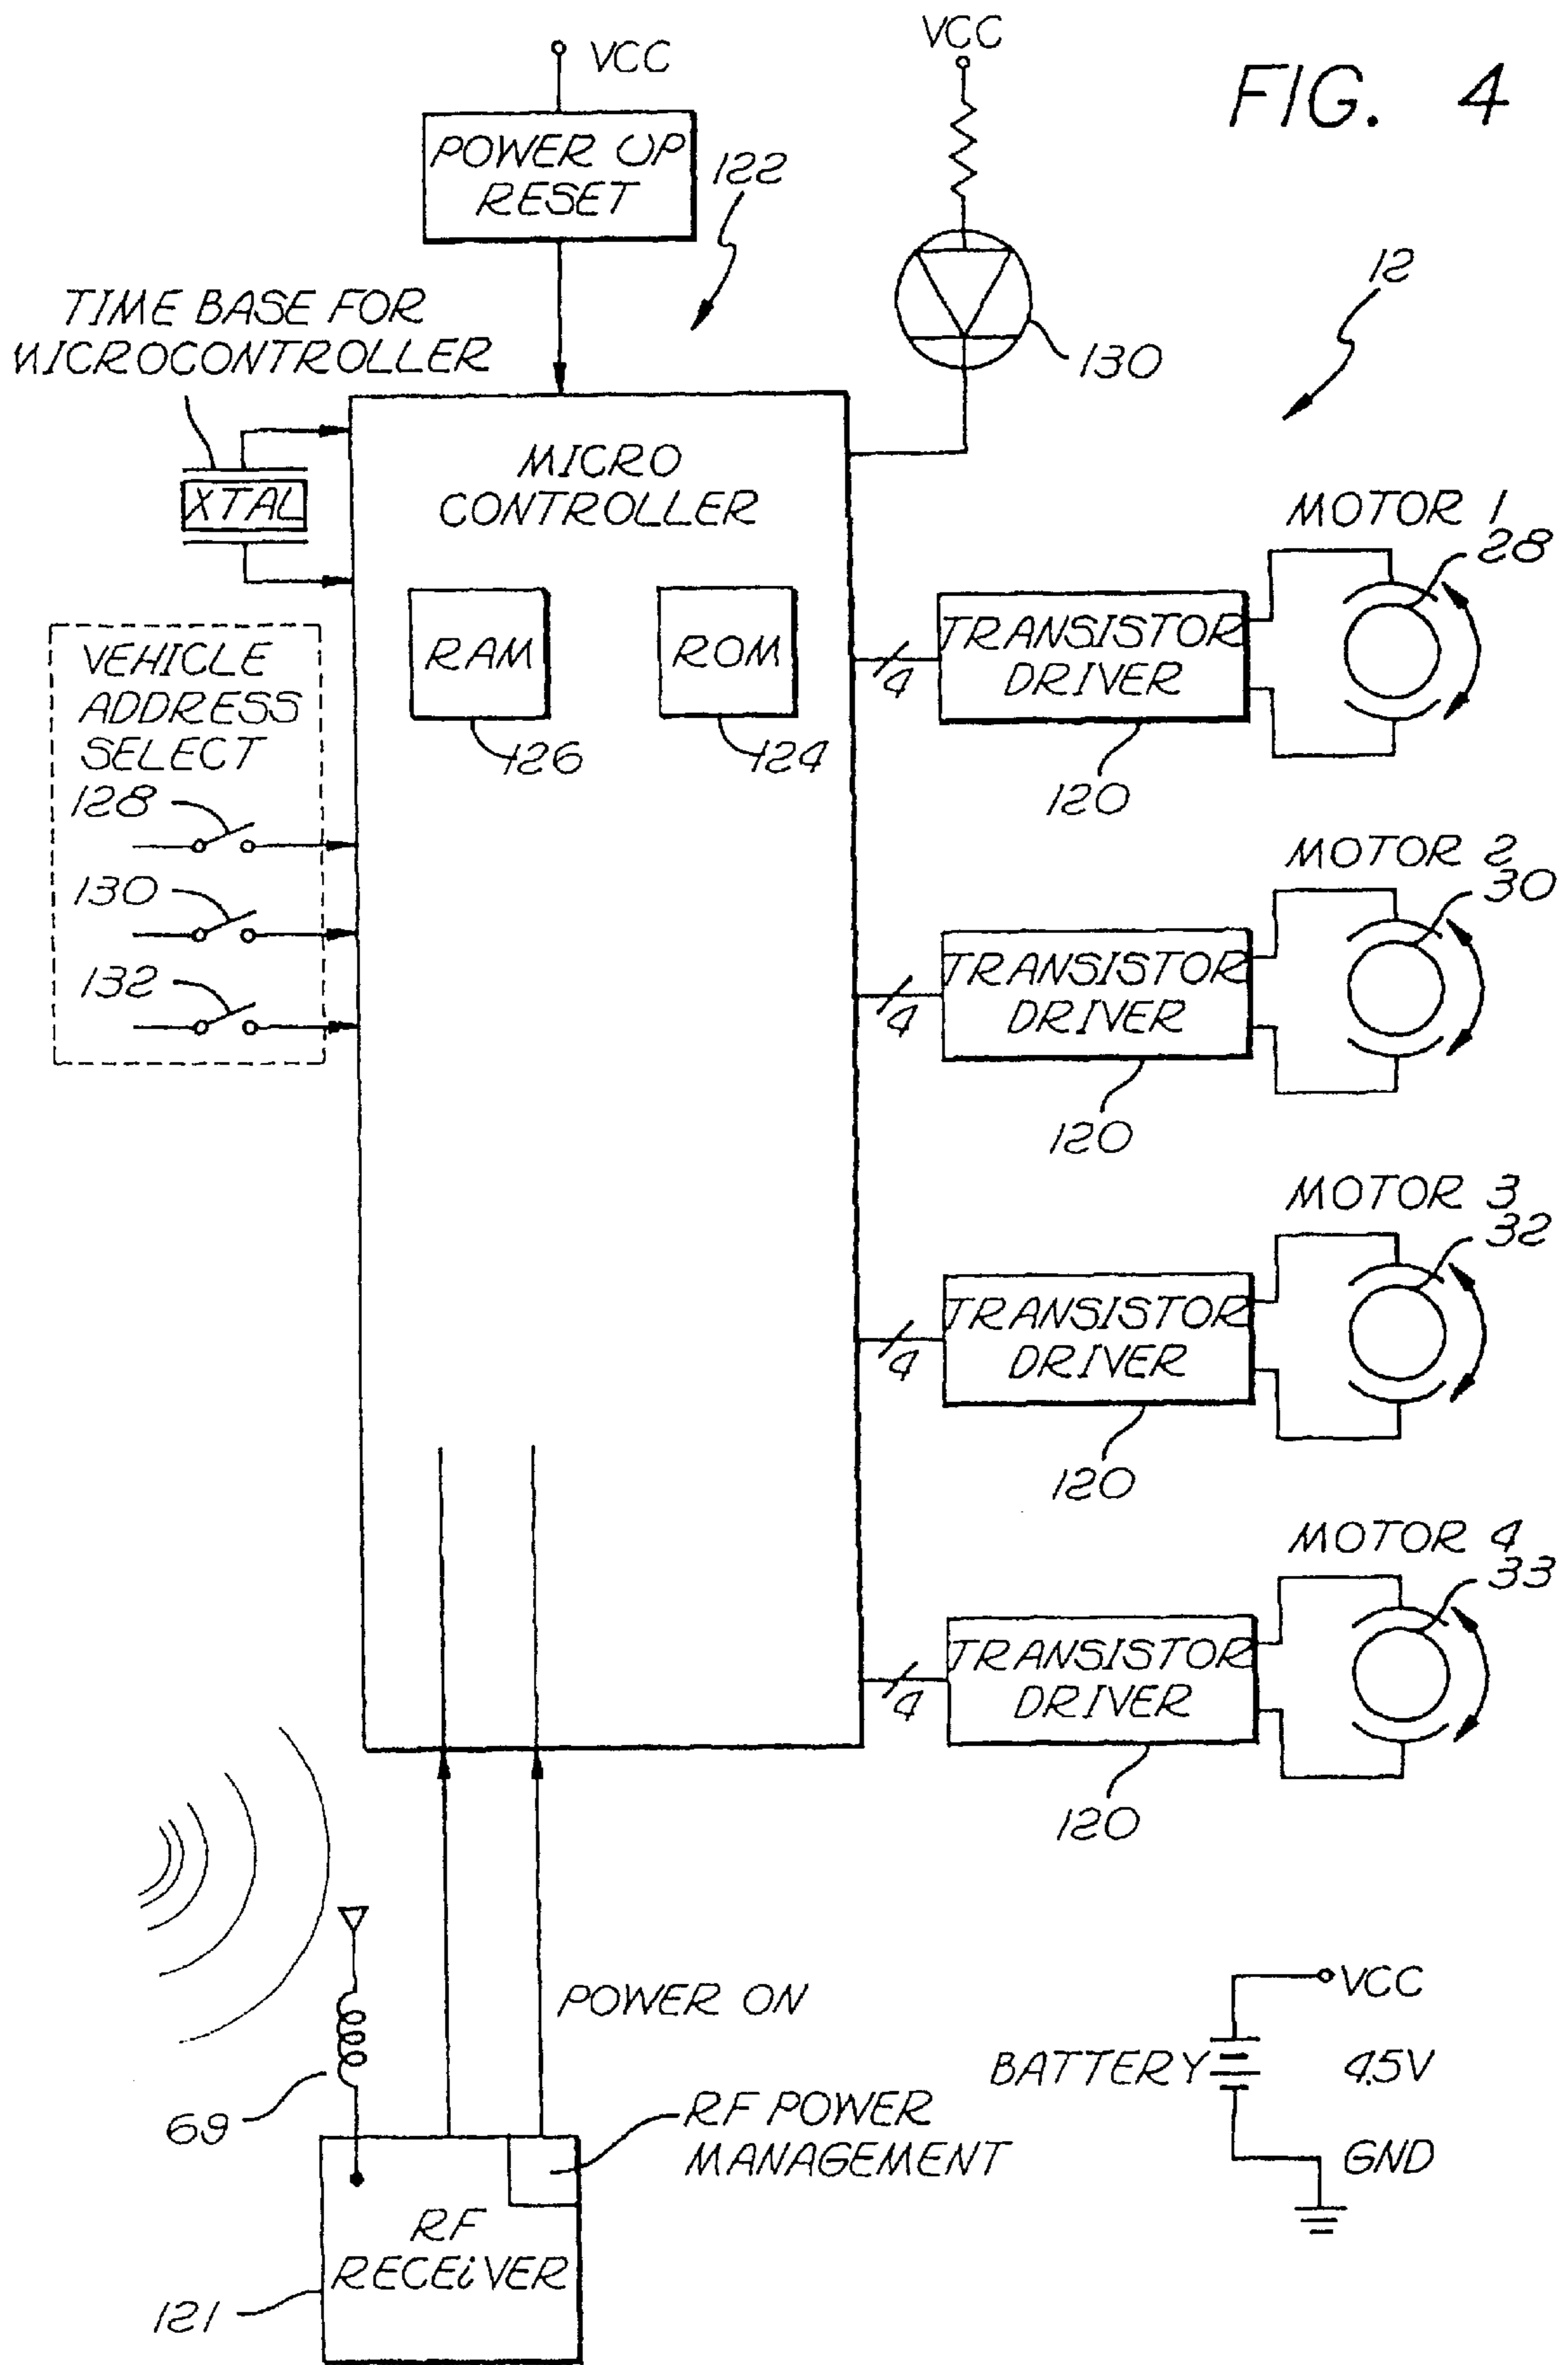 FIG. 4
VCC
VCC
POWER UP
RESET
122
12
130
TIME BASE FOR
MICROCONTROLLER
XTAL
MICRO
CONTROLLER
RAM
126
ROM
124
VEHICLE
ADDRESS
SELECT
128
130
132
MOTOR 1
28
TRANSISTOR
DRIVER
4
120
MOTOR 2
30
TRANSISTOR
DRIVER
4
120
MOTOR 3
32
TRANSISTOR
DRIVER
4
120
MOTOR 4
33
TRANSISTOR
DRIVER
4
120
POWER ON
69
RF POWER
MANAGEMENT
RF
RECEiVER
121
VCC
BATTERY
4.5V
GND